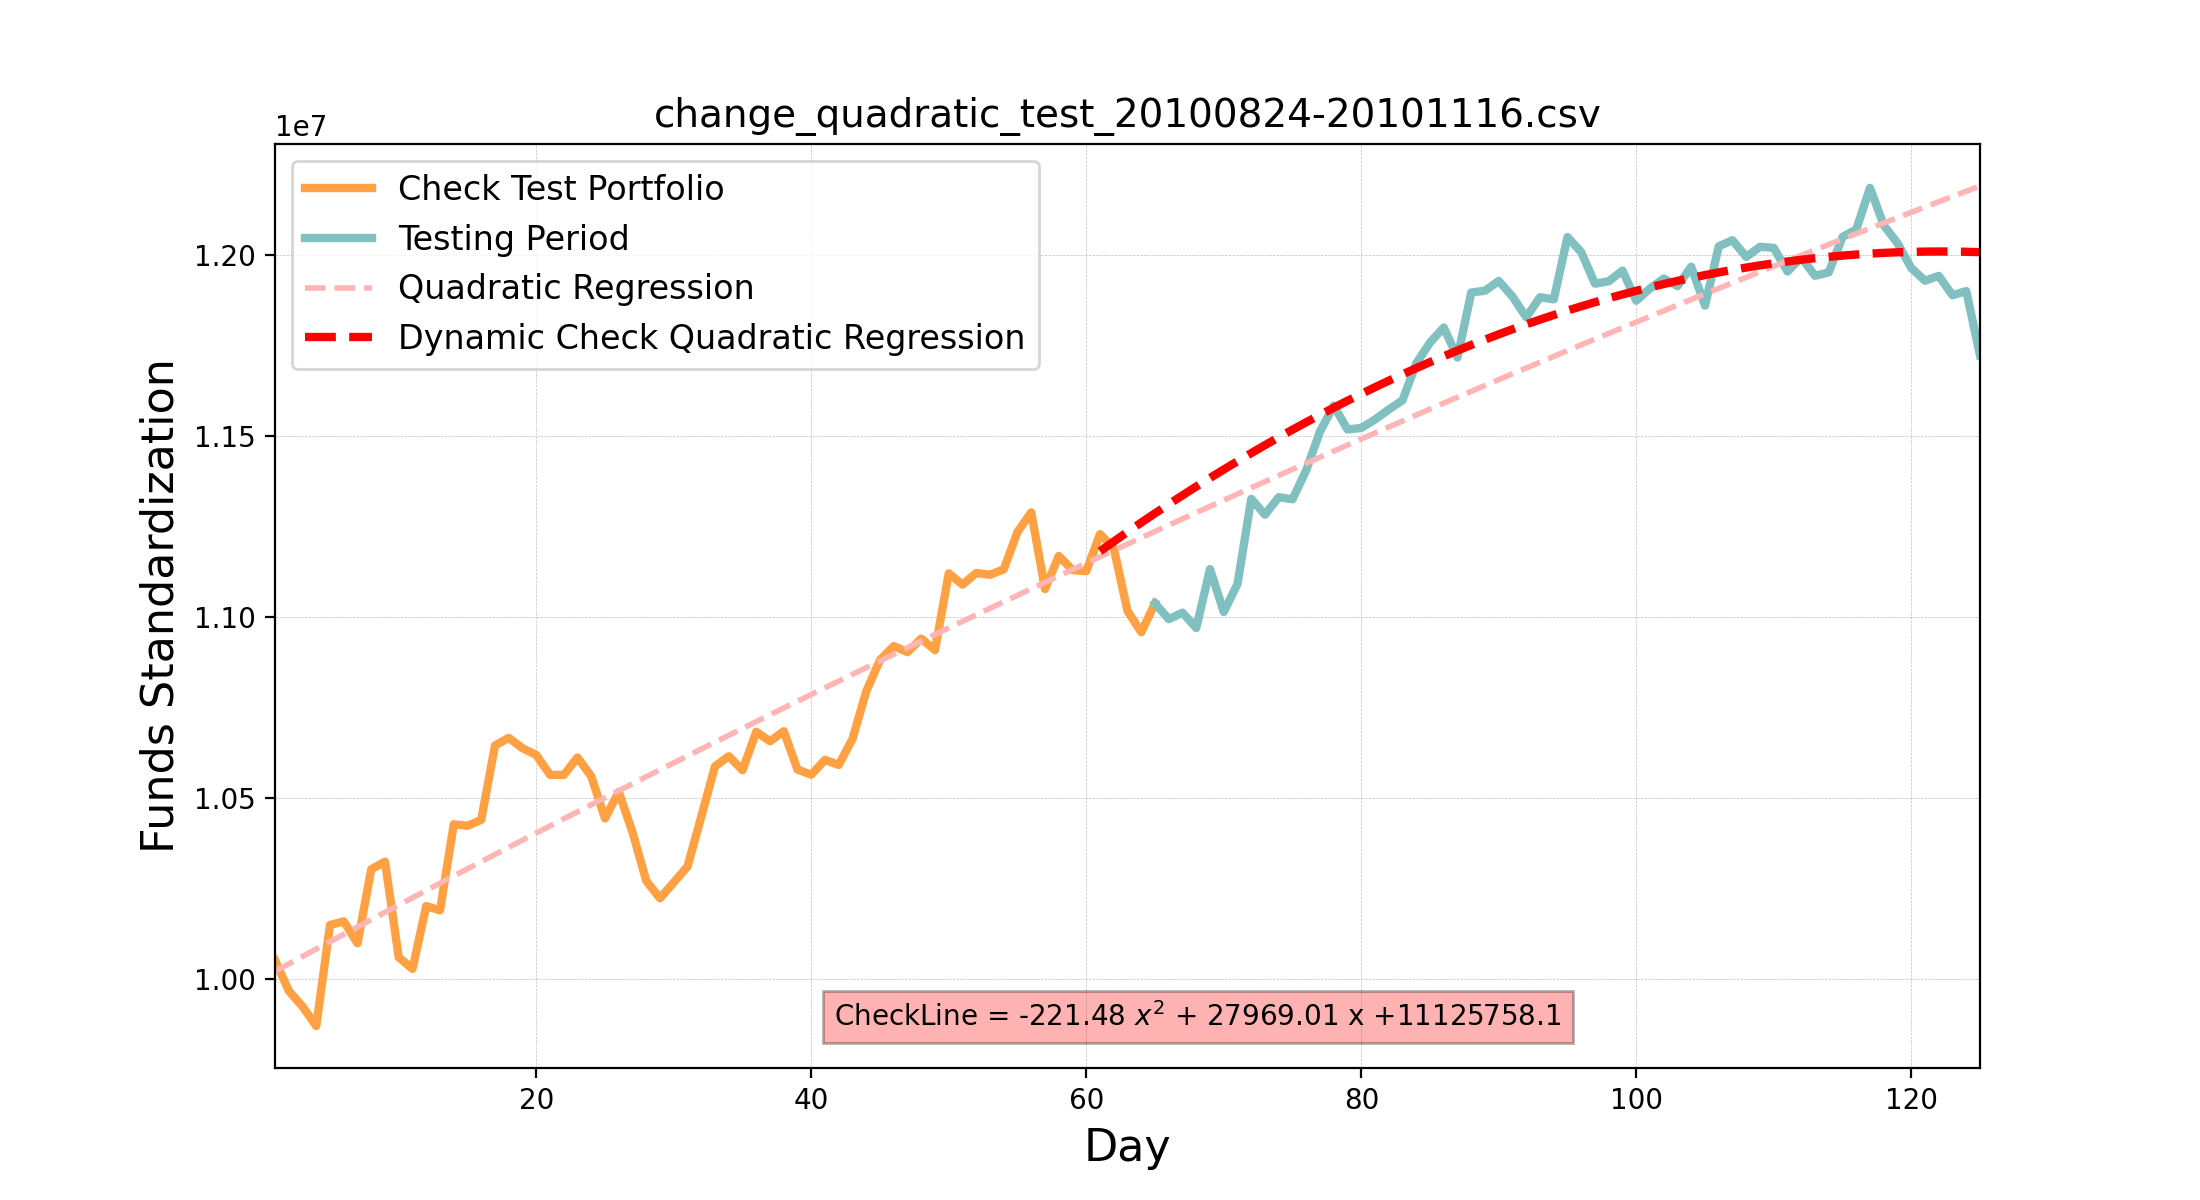 change_quadratic_test_20100824-20101116.csv
1e7
Check Test Portfolio
Testing Period
Quadratic Regression
Dynamic Check Quadratic Regression
1.20
1.15
1.10
1.05
1.00
Funds Standardization
CheckLine = -221.48 x² + 27969.01 x +11125758.1
20 40 60 80 100 120
Day